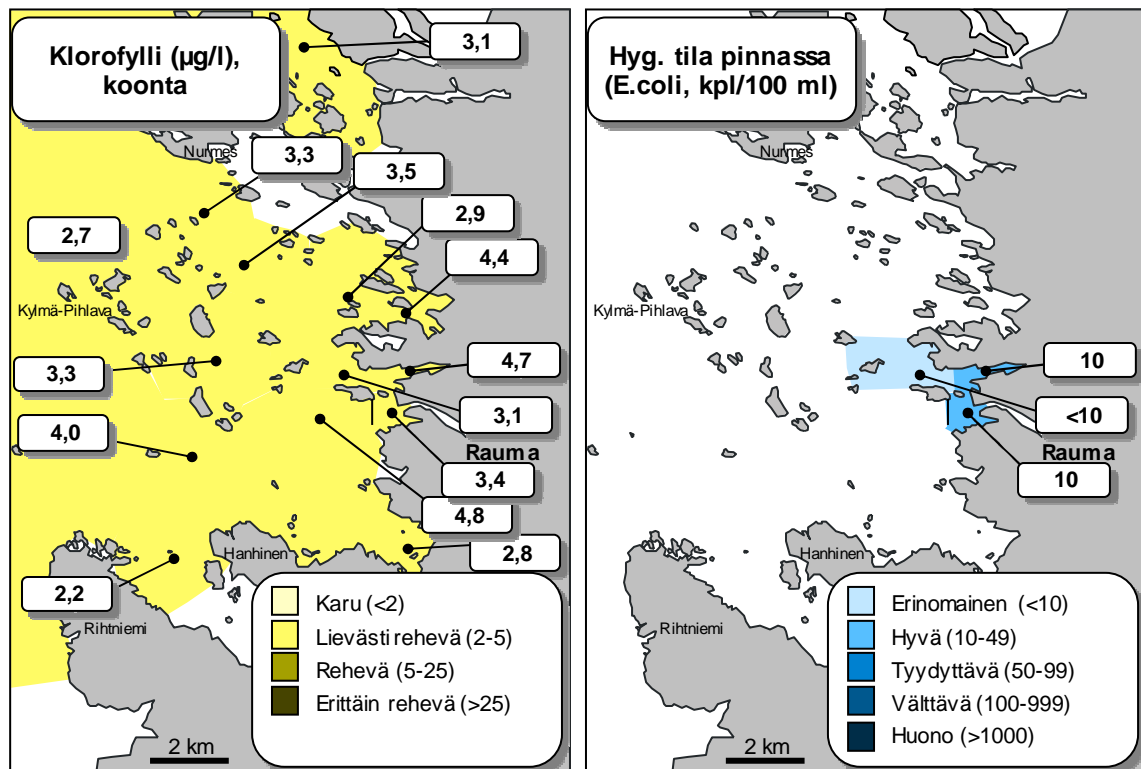 Klorofylli (µg/l),
koonta
3,1
Nurmes
3,3
3,5
2,9
2,7
4,4
Kylmä-Pihlava
3,3
4,7
3,1
4,0
Rauma
3,4
4,8
Hanhinen
2,8
2,2
Rihtniemi
Karu (<2)
Lievästi rehevä (2-5)
Rehevä (5-25)
Erittäin rehevä (>25)
2 km
Hyg. tila pinnassa
(E.coli, kpl/100 ml)
Nurmes
Kylmä-Pihlava
10
<10
Rauma
10
Hanhinen
Rihtniemi
Erinomainen (<10)
Hyvä (10-49)
Tyydyttävä (50-99)
Välttävä (100-999)
Huono (>1000)
2 km